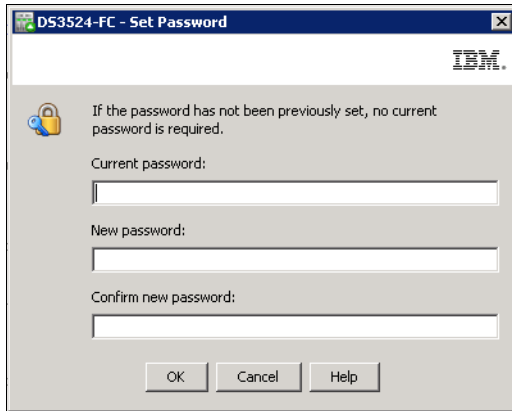 DS3524-FC - Set Password
IBM.
If the password has not been previously set, no current
password is required.
Current password:
New password:
Confirm new password:
OK Cancel Help